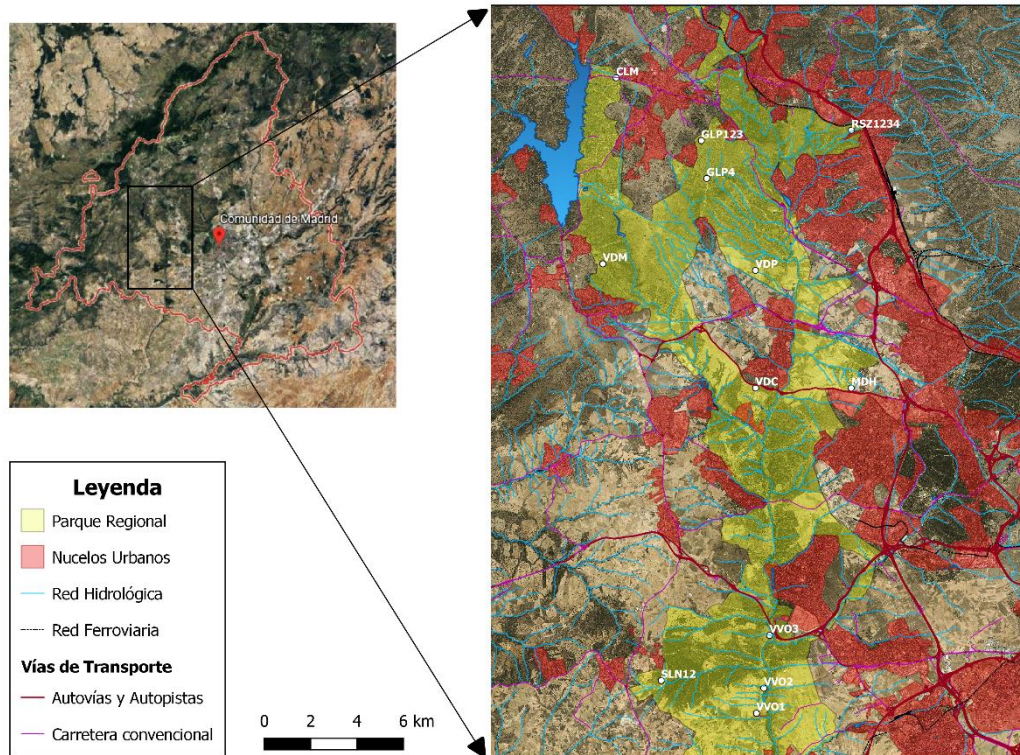 Comunidad de Madrid
Leyenda
Parque Regional
Nucelos Urbanos
Red Hidrológica
Red Ferroviaria
Vías de Transporte
Autovías y Autopistas
Carretera convencional
0 2 4 6 km
CLM
RSZ1234
GLP123
GLP4
VDM
VDP
VDC
MDH
VVO3
SLN12
VVO2
VVO1